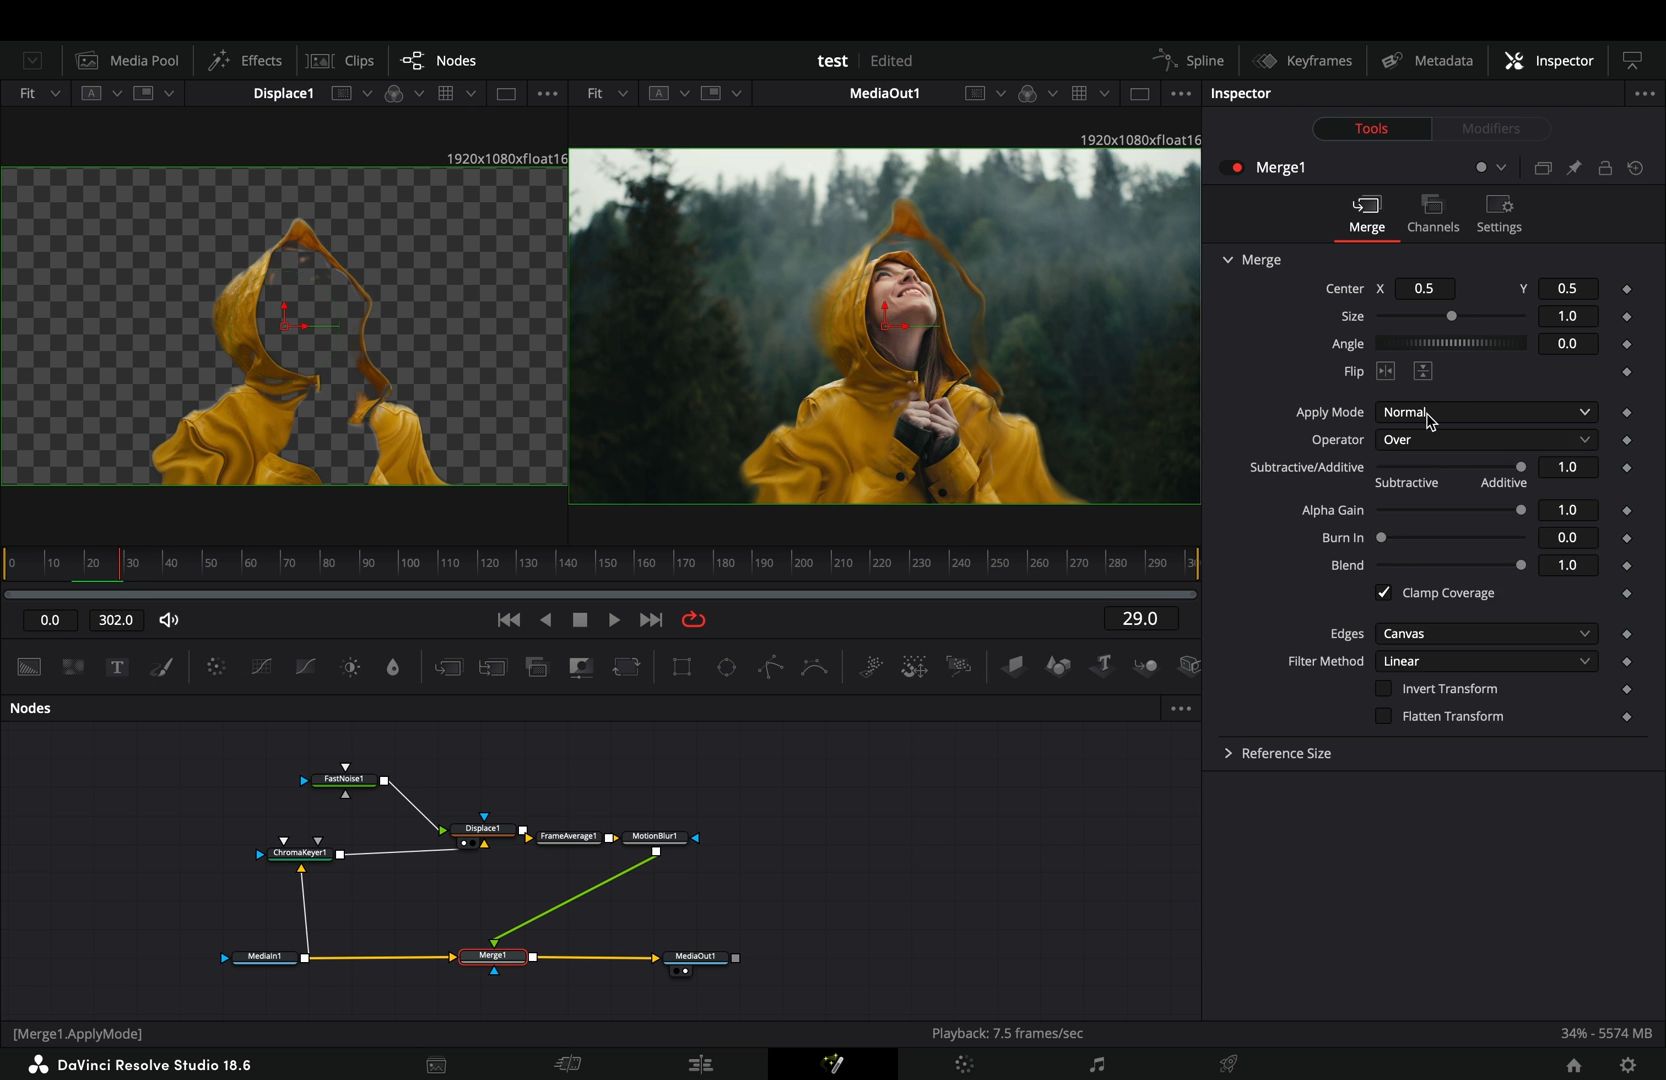 Media Pool
Effects
Clips
Nodes
test
Edited
Spline
Keyframes
Metadata
Inspector
Fit
A
Displace1
Fit
A
MediaOut1
Inspector
1920x1080xfloat16
1920x1080xfloat16
Tools
Modifiers
Merge1
Merge
Channels
Settings
Merge
Center X 0.5 Y 0.5
Size 1.0
Angle 0.0
Flip
Apply Mode Normal
Operator Over
Subtractive/Additive 1.0
Subtractive Additive
Alpha Gain 1.0
Burn In 0.0
Blend 1.0
Clamp Coverage
Edges Canvas
Filter Method Linear
Invert Transform
Flatten Transform
Reference Size
0 10 20 30 40 50 60 70 80 90 100 110 120 130 140 150 160 170 180 190 200 210 220 230 240 250 260 270 280 290
0.0 302.0 29.0
T
Nodes
FastNoise1
Displace1
FrameAverage1
MotionBlur1
ChromaKeyer1
MediaIn1
Merge1
MediaOut1
[Merge1.ApplyMode]
Playback: 7.5 frames/sec
34% - 5574 MB
DaVinci Resolve Studio 18.6